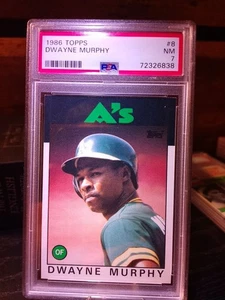 1986 TOPPS #8
DWAYNE MURPHY NM
7
PSA 72326838
A's
Topps
OF
DWAYNE MURPHY